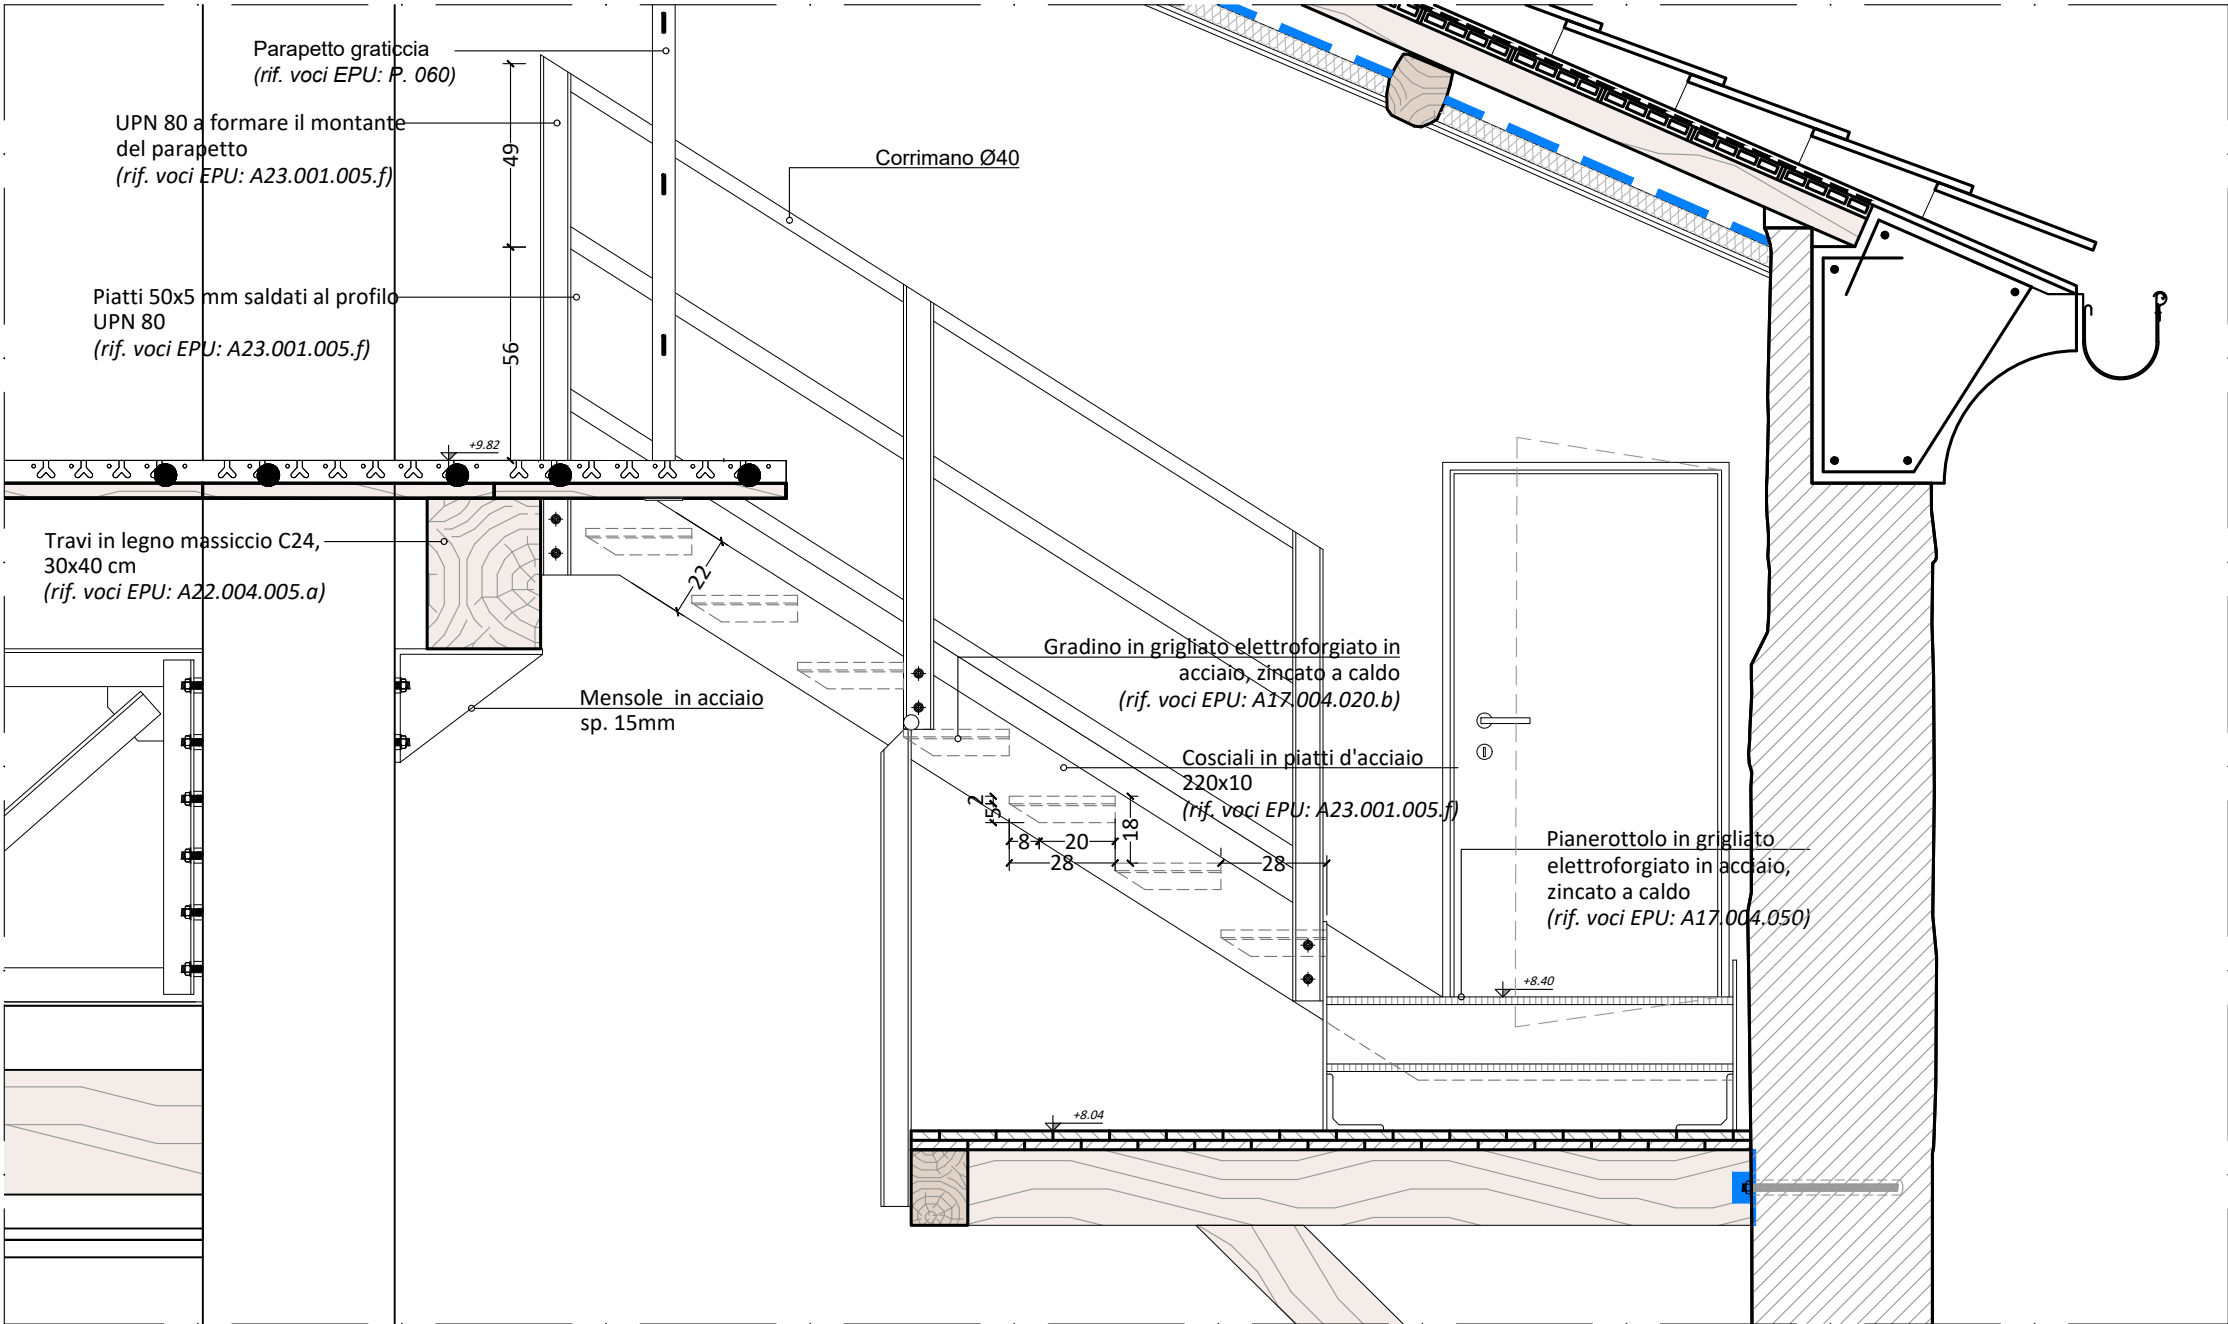 Parapetto graticcia
(rif. voci EPU: P. 060)
UPN 80 a formare il montante
del parapetto
(rif. voci EPU: A23.001.005.f)
49
Corrimano Ø40
Piatti 50x5 mm saldati al profilo
UPN 80
(rif. voci EPU: A23.001.005.f)
56
+9.82
Travi in legno massiccio C24,
30x40 cm
(rif. voci EPU: A22.004.005.a)
22
Mensole in acciaio
sp. 15mm
Gradino in grigliato elettroforgiato in
acciaio, zincato a caldo
(rif. voci EPU: A17.004.020.b)
Cosciali in piatti d'acciaio
220x10
(rif. voci EPU: A23.001.005.f)
2
5
8
20
28
18
28
Pianerottolo in grigliato
elettroforgiato in acciaio,
zincato a caldo
(rif. voci EPU: A17.004.050)
+8.40
+8.04